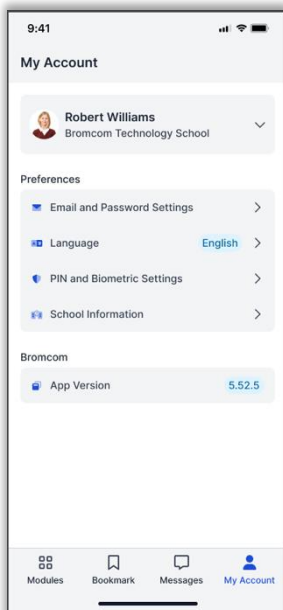 9:41
My Account
Robert Williams
Bromcom Technology School
Preferences
Email and Password Settings
Language English
PIN and Biometric Settings
School Information
Bromcom
App Version 5.52.5
Modules Bookmark Messages My Account